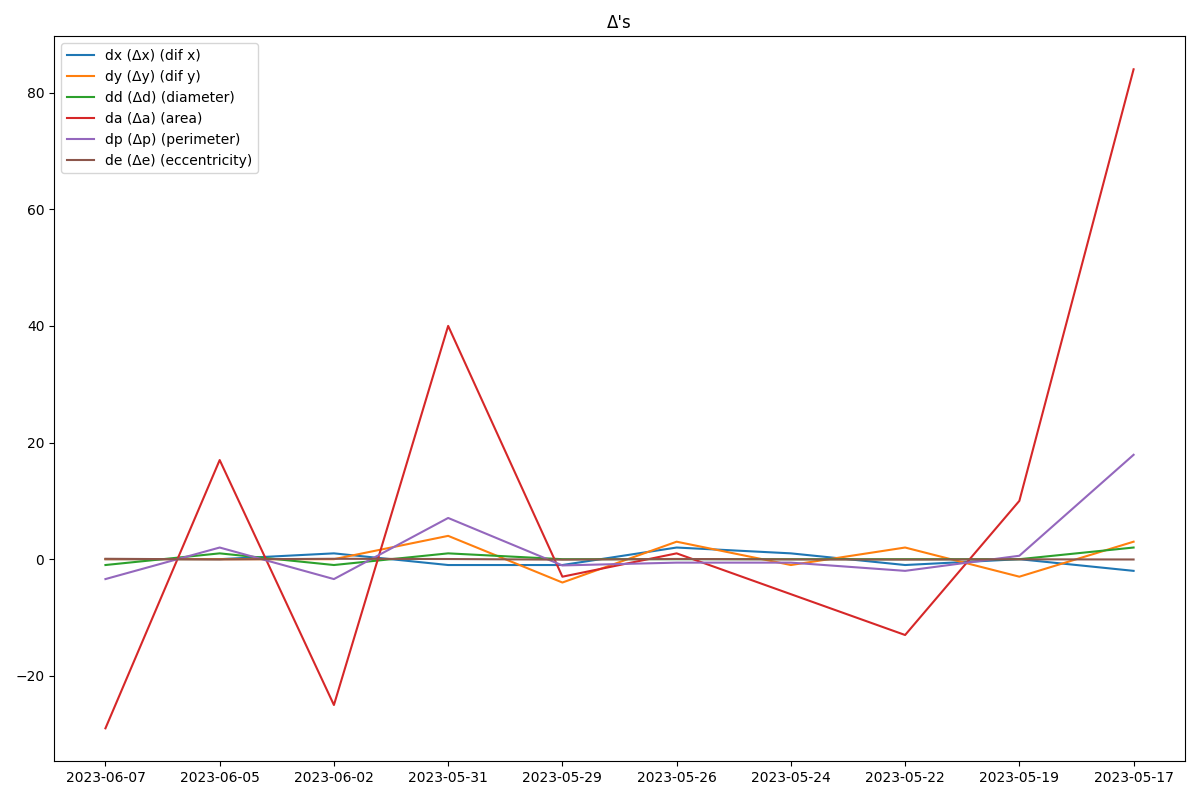 Δ's
dx (Δx) (dif x)
dy (Δy) (dif y)
dd (Δd) (diameter)
da (Δa) (area)
dp (Δp) (perimeter)
de (Δe) (eccentricity)
80
60
40
20
0
−20
2023-06-07 2023-06-05 2023-06-02 2023-05-31 2023-05-29 2023-05-26 2023-05-24 2023-05-22 2023-05-19 2023-05-17